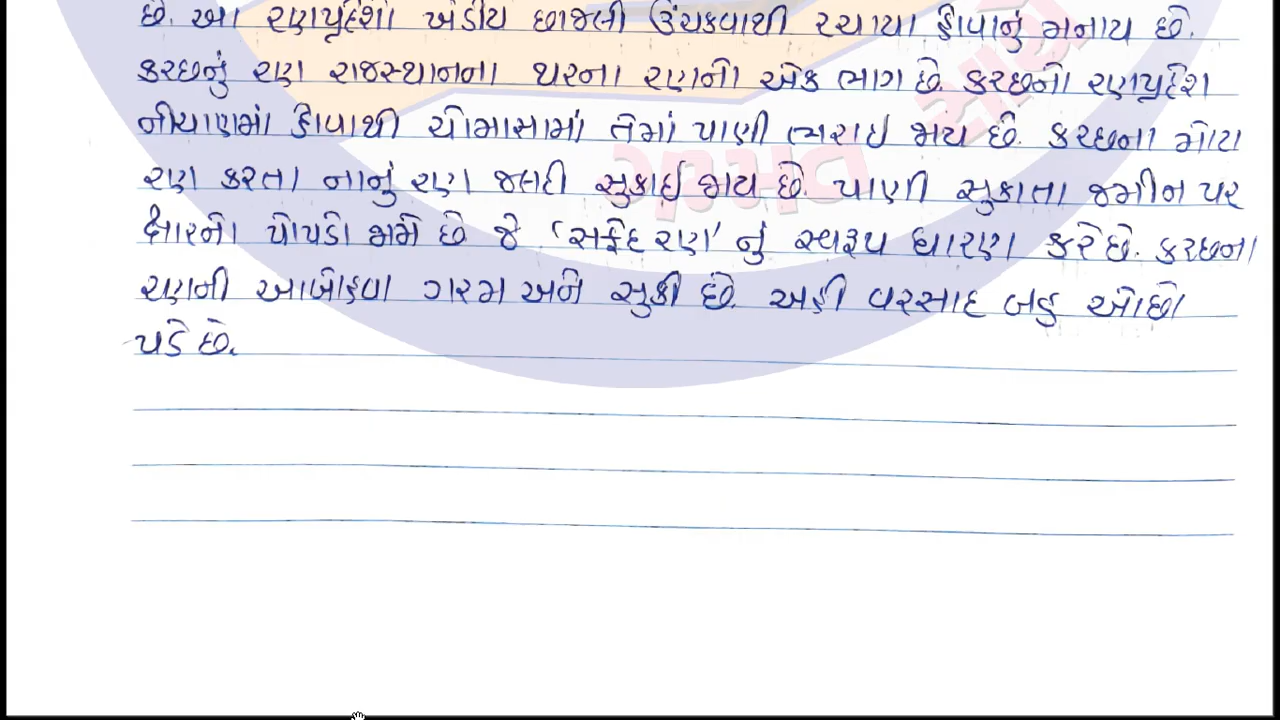 છે. આ રણપ્રદેશો ખંડીય છાજલી ઉંચકવાથી રચાયા હોવાનું મનાય છે.
કચ્છનું રણ રાજસ્થાનના થરના રણનો એક ભાગ છે. કચ્છનો રણપ્રદેશ
નીચાણમાં હોવાથી ચોમાસામાં તેમાં પાણી ભરાઇ જાય છે. કચ્છના મોટા
રણ કરતા નાનું રણ જલદી સુકાઈ જાય છે. પાણી સુકાતા જમીન પર
ક્ષારનો પોપડો જામે છે જે 'સફેદ રણ' નું સ્વરૂપ ધારણ કરે છે. કચ્છના
રણની આબોહવા ગરમ અને સુકી છે. અહી વરસાદ બહુ ઓછો
પડે છે.